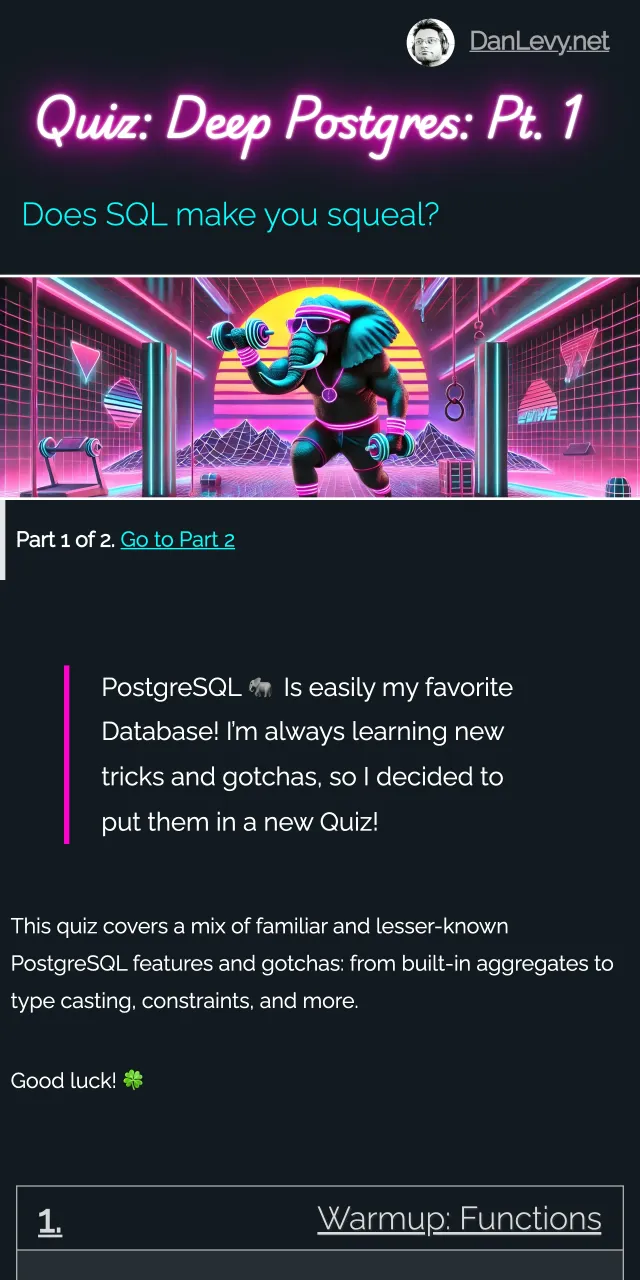 DanLevy.net
Quiz: Deep Postgres: Pt. 1
Does SQL make you squeal?
Part 1 of 2. Go to Part 2
PostgreSQL 🐘 Is easily my favorite
Database! I'm always learning new
tricks and gotchas, so I decided to
put them in a new Quiz!
This quiz covers a mix of familiar and lesser-known
PostgreSQL features and gotchas: from built-in aggregates to
type casting, constraints, and more.
Good luck! 🍀
1. Warmup: Functions